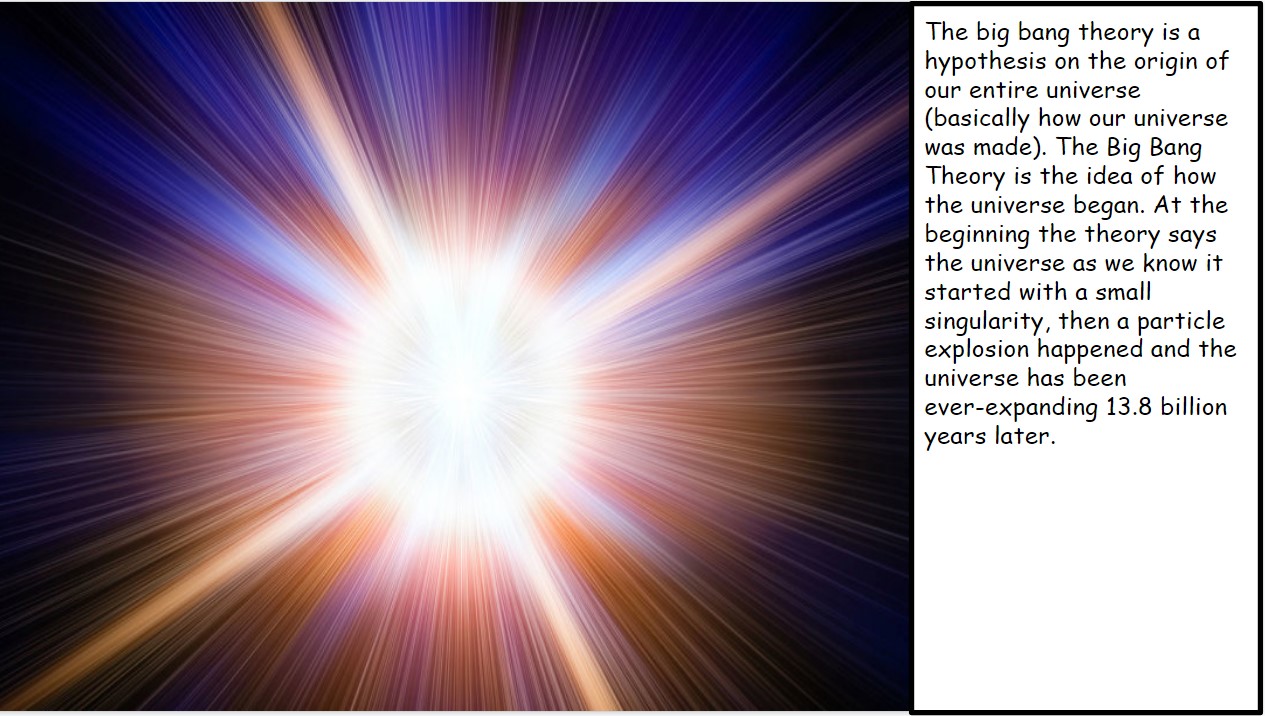 The big bang theory is a
hypothesis on the origin of
our entire universe
(basically how our universe
was made). The Big Bang
Theory is the idea of how
the universe began. At the
beginning the theory says
the universe as we know it
started with a small
singularity, then a particle
explosion happened and the
universe has been
ever-expanding 13.8 billion
years later.